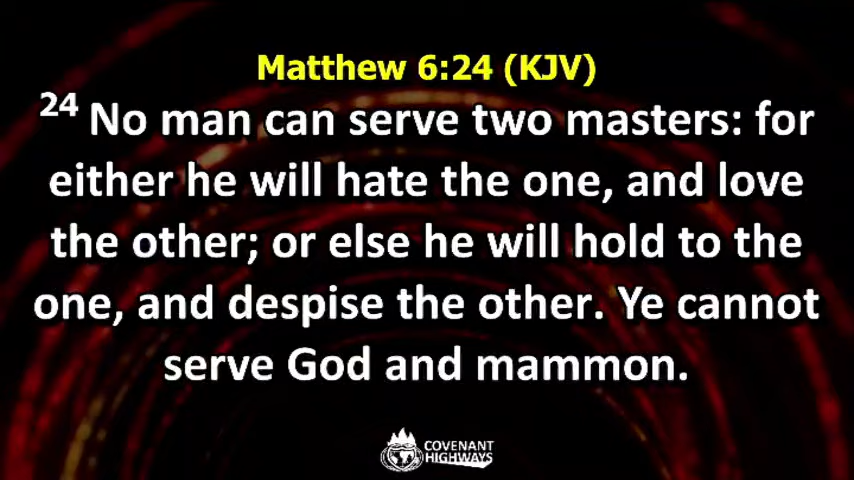 Matthew 6:24 (KJV)
24 No man can serve two masters: for
either he will hate the one, and love
the other; or else he will hold to the
one, and despise the other. Ye cannot
serve God and mammon.
COVENANT
HIGHWAYS